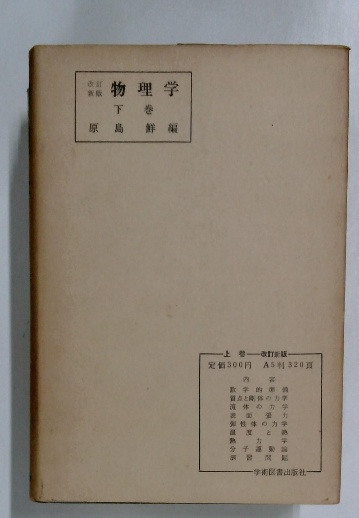 改訂
新版
物理学
下巻
原島鮮編
上巻——改訂新版
定価300円 A5判 320頁
内容
数学的準備
質点と剛体の力学
流体の力学
表面張力
弾性体の力学
温度と熱
熱力学
分子運動論
演習問題
学術図書出版社